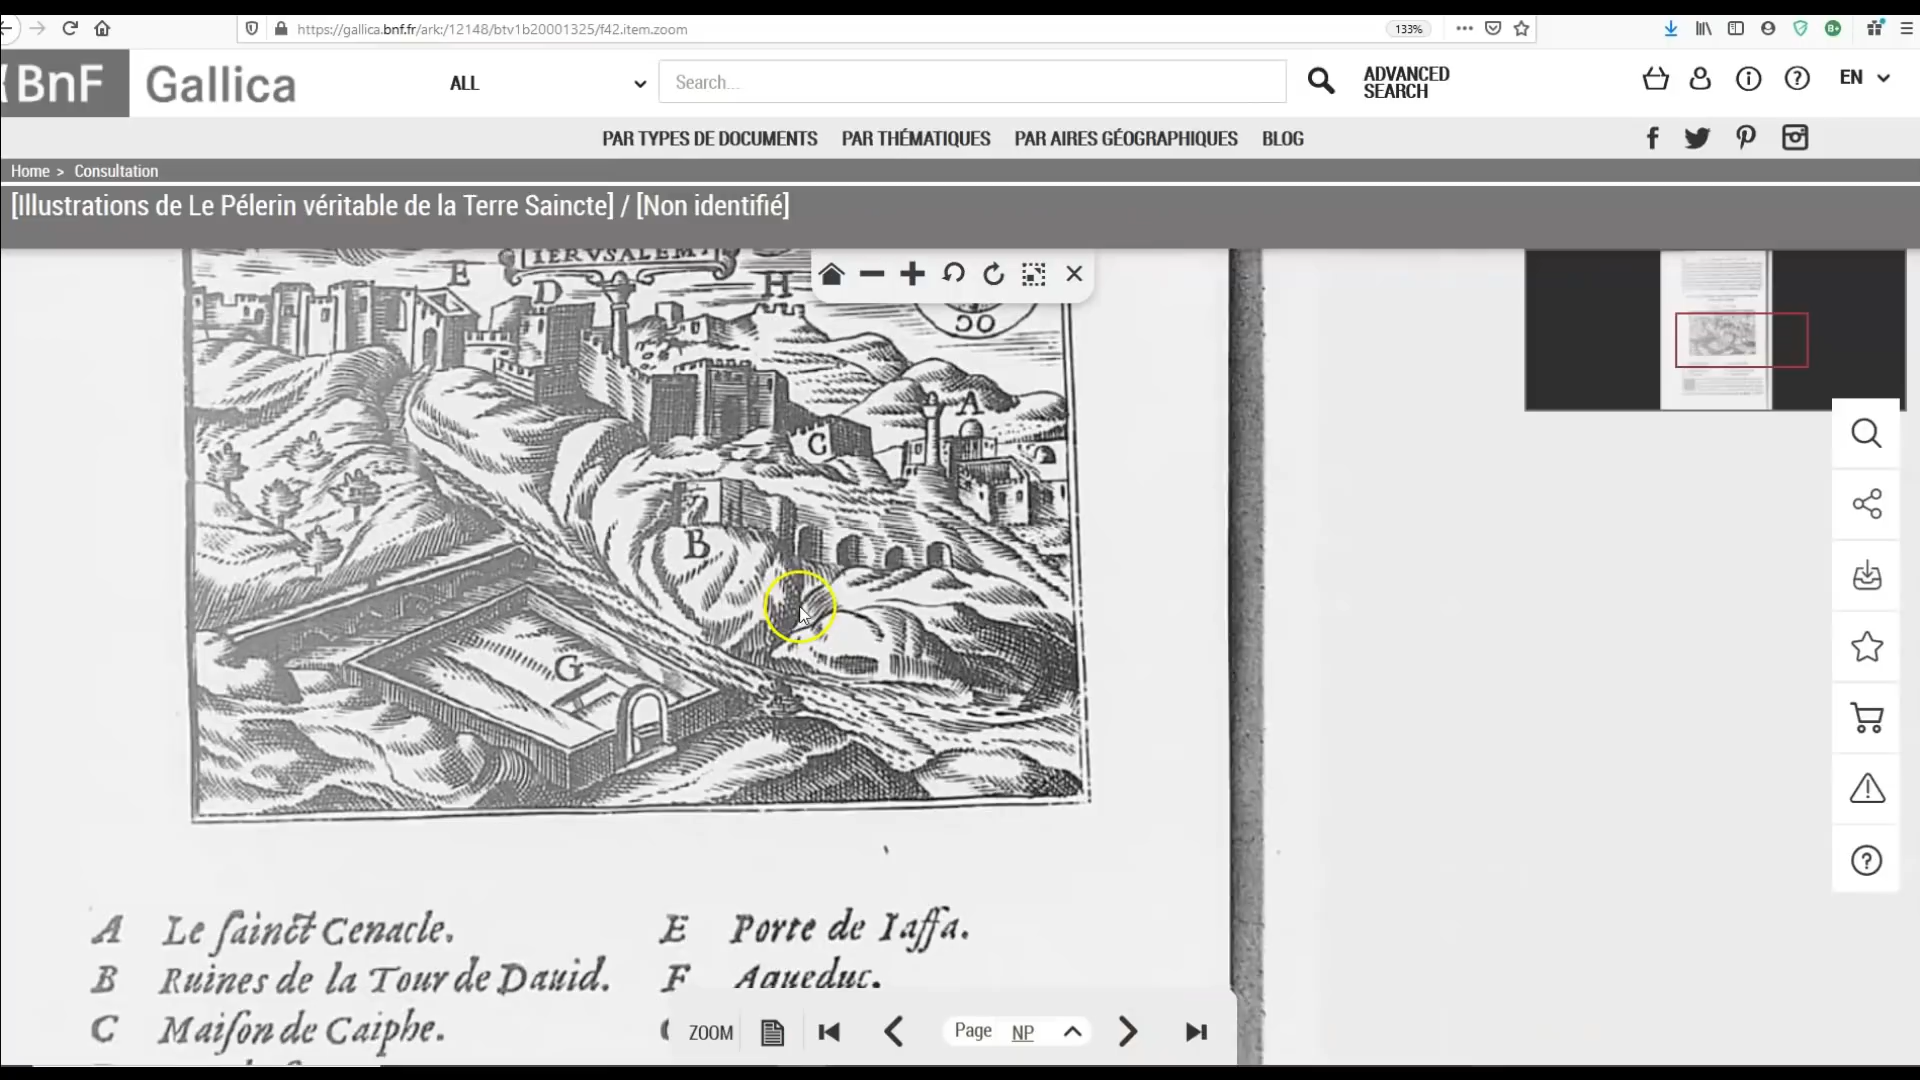 https://gallica.bnf.fr/ark:/12148/btv1b20001325/f42.item.zoom
133%
BnF Gallica
ALL
Search...
ADVANCED SEARCH
EN
PAR TYPES DE DOCUMENTS PAR THÉMATIQUES PAR AIRES GÉOGRAPHIQUES BLOG
Home > Consultation
[Illustrations de Le Pélerin véritable de la Terre Saincte] / [Non identifié]
IERVSALEM.
E
D
H
A
C
B
G
A Le ſainct Cenacle.
B Ruines de la Tour de Dauid.
C Maiſon de Caiphe.
E Porte de Iaffa.
F Aqueduc.
ZOOM
Page NP